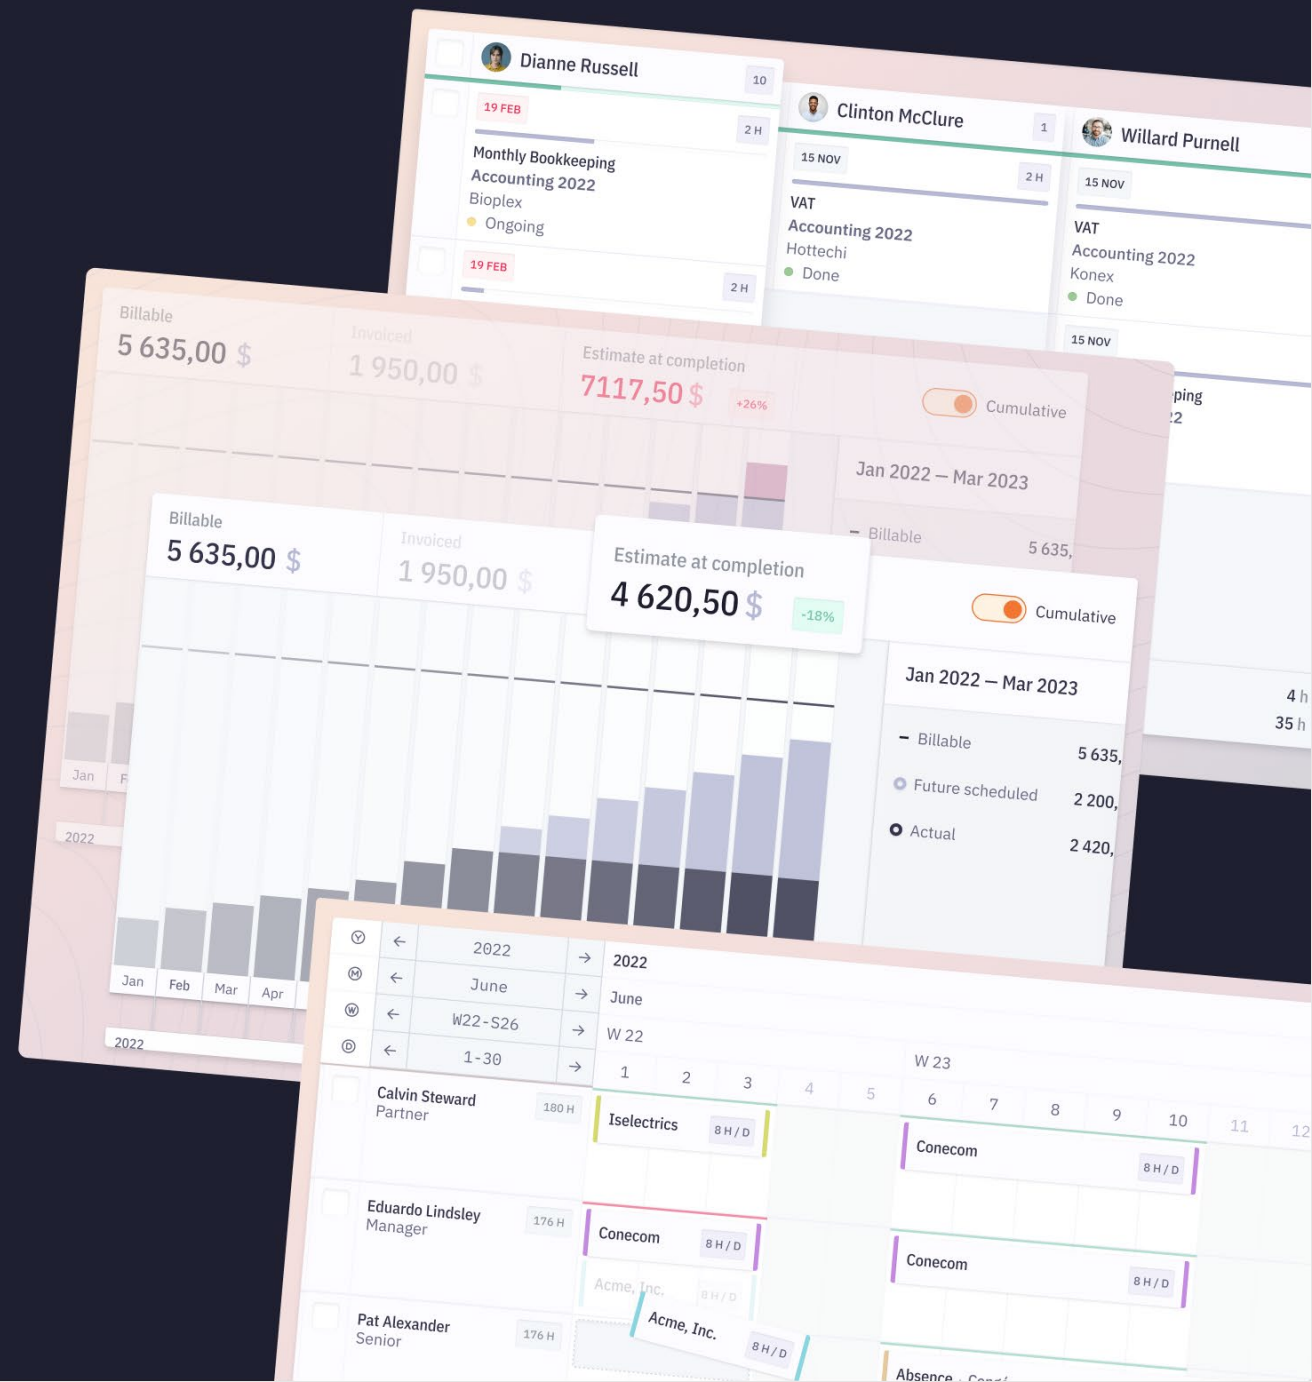 Dianne Russell
10
19 FEB
2 H
Monthly Bookkeeping
Accounting 2022
Bioplex
Ongoing
19 FEB
2 H
Clinton McClure
1
15 NOV
2 H
VAT
Accounting 2022
Hottechi
Done
Willard Purnell
15 NOV
VAT
Accounting 2022
Konex
Done
15 NOV
ping
22
4 h
35 h
Billable
5 635,00 $
Invoiced
1 950,00 $
Estimate at completion
7117,50 $
+26%
Cumulative
Jan 2022 — Mar 2023
Billable
5 635,
Jan
F
2022
Billable
5 635,00 $
Invoiced
1 950,00 $
Estimate at completion
4 620,50 $
-18%
Cumulative
Jan 2022 — Mar 2023
Billable
5 635,
Future scheduled
2 200,
Actual
2 420,
Jan
Feb
Mar
Apr
2022
Y
← 2022 →
M
← June →
W
← W22-S26 →
D
← 1-30 →
2022
June
W 22
W 23
1 2 3 4 5 6 7 8 9 10 11 12
Calvin Steward
Partner
180 H
Iselectrics
8 H / D
Conecom
8 H / D
Eduardo Lindsley
Manager
176 H
Conecom
8 H / D
Conecom
8 H / D
Acme, Inc.
8 H / D
Pat Alexander
Senior
176 H
Acme, Inc.
8 H / D
Absence